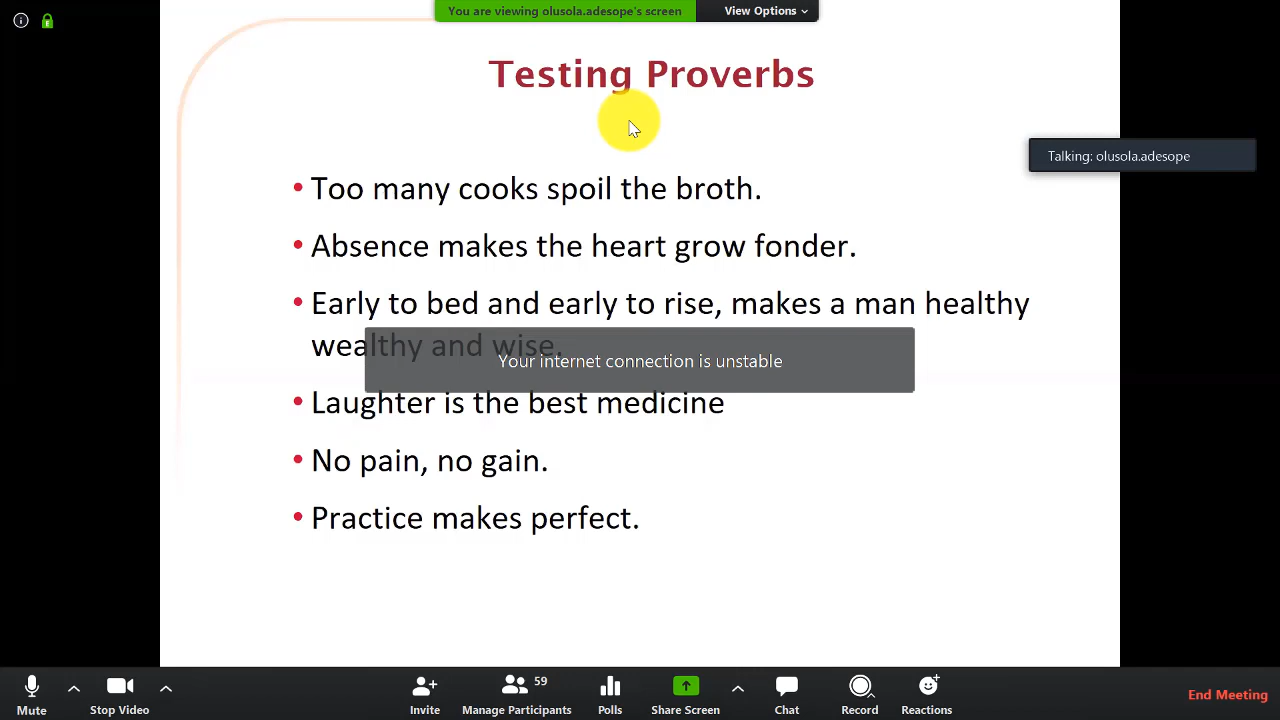 You are viewing olusola.adesope's screen
View Options
Testing Proverbs
Talking: olusola.adesope
• Too many cooks spoil the broth.
• Absence makes the heart grow fonder.
• Early to bed and early to rise, makes a man healthy
wealthy and wise.
Your internet connection is unstable
• Laughter is the best medicine
• No pain, no gain.
• Practice makes perfect.
59
Mute
Stop Video
Invite
Manage Participants
Polls
Share Screen
Chat
Record
Reactions
End Meeting